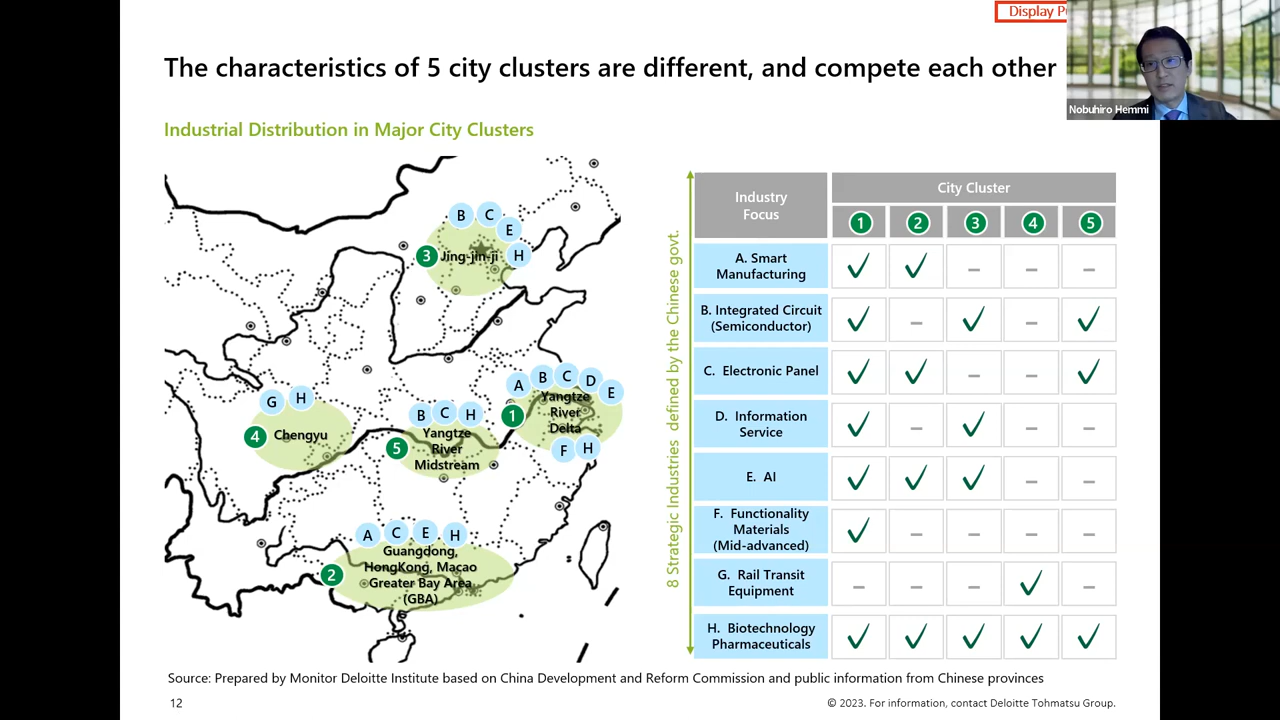 Display P
The characteristics of 5 city clusters are different, and compete each other
Nobuhiro Hemmi
Industrial Distribution in Major City Clusters
B
C
E
H
3
Jing-jin-ji
A
B
C
D
E
1
Yangtze
River
Delta
F
H
G
H
4
Chengyu
B
C
H
5
Yangtze
River
Midstream
A
C
E
H
2
Guangdong,
HongKong, Macao
Greater Bay Area
(GBA)
8 Strategic Industries defined by the Chinese govt.
Industry
Focus
City Cluster
1 2 3 4 5
A. Smart
Manufacturing
✓ ✓ – – –
B. Integrated Circuit
(Semiconductor)
✓ – ✓ – ✓
C. Electronic Panel
✓ ✓ – – ✓
D. Information
Service
✓ – ✓ – –
E. AI
✓ ✓ ✓ – –
F. Functionality
Materials
(Mid-advanced)
✓ – – – –
G. Rail Transit
Equipment
– – – ✓ –
H. Biotechnology
Pharmaceuticals
✓ ✓ ✓ ✓ ✓
Source: Prepared by Monitor Deloitte Institute based on China Development and Reform Commission and public information from Chinese provinces
12
© 2023. For information, contact Deloitte Tohmatsu Group.